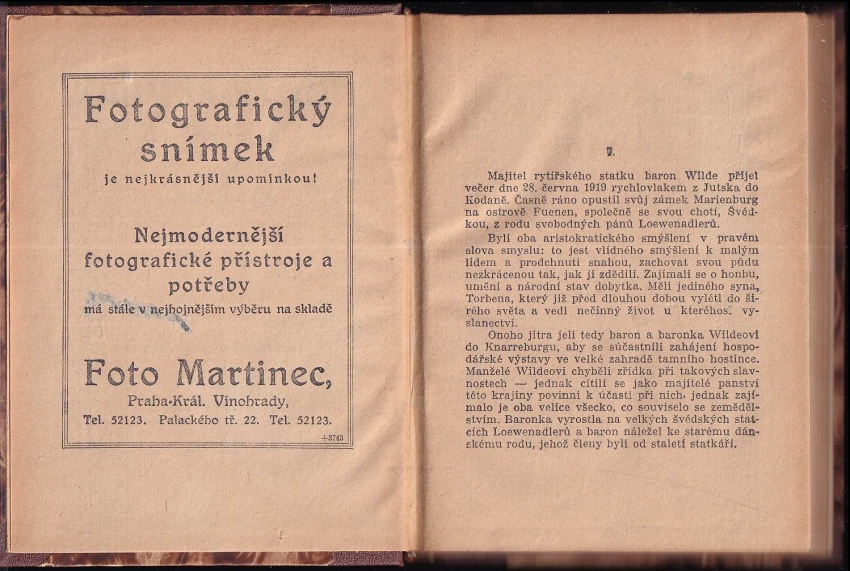 Fotografický
snímek
je nejkrásnější upomínkou!
Nejmodernější
fotografické přístroje a
potřeby
má stále v nejhojnějším výběru na skladě
Foto Martinec,
Praha-Král. Vinohrady,
Tel. 52123. Palackého tř. 22. Tel. 52123.
+3743
V.
Majitel rytířského statku baron Wilde přijel
večer dne 28. června 1919 rychlovlakem z Jutska do
Kodaně. Časně ráno opustil svůj zámek Marienburg
na ostrově Fuenen, společně se svou chotí, Švéd-
kou, z rodu svobodných pánů Loewenadlerů.
Byli oba aristokratického smýšlení v pravém
slova smyslu: to jest vlídného smýšlení k malým
lidem a prodchnuti snahou, zachovat svou půdu
nezkrácenou tak, jak ji zdědili. Zajímali se o honbu,
umění a národní stav dobytka. Měli jediného syna,
Torbena, který již před dlouhou dobou vylétl do ši-
rého světa a vedl nečinný život u kteréhosi vy-
slanectví.
Onoho jitra jeli tedy baron a baronka Wildeovi
do Knarreburgu, aby se súčastnili zahájení hospo-
dářské výstavy ve velké zahradě tamního hostince.
Manželé Wildeovi chyběli zřídka při takových slav-
nostech — jednak cítili se jako majitelé panství
této krajiny povinni k účasti při nich, jednak zají-
malo je oba velice všecko, co souviselo se zeměděl-
stvím. Baronka vyrostla na velkých švédských stat-
cích Loewenadlerů a baron náležel ke starému dán-
skému rodu, jehož členy byli od staletí statkáři.